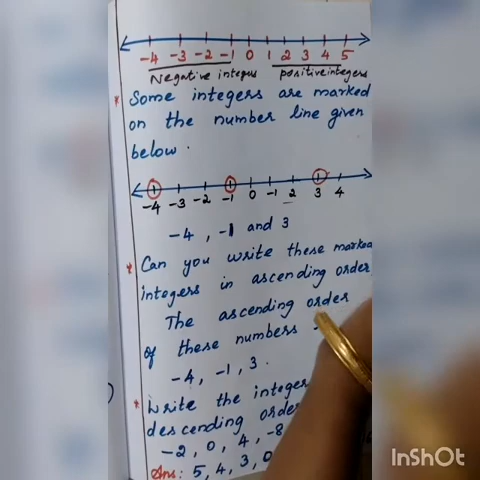 -4 -3 -2 -1 0 1 2 3 4 5
Negative integers positive integers
* Some integers are marked
on the number line given
below.
-4 -3 -2 -1 0 -1 -2 3 4
-4, -1 and 3
* Can you write these marked
integers in ascending order
The ascending order
of these numbers
-4, -1, 3.
* Write the integer
descending order
-2, 0, 4, -8
Ans: 5, 4, 3, 0
InShOt